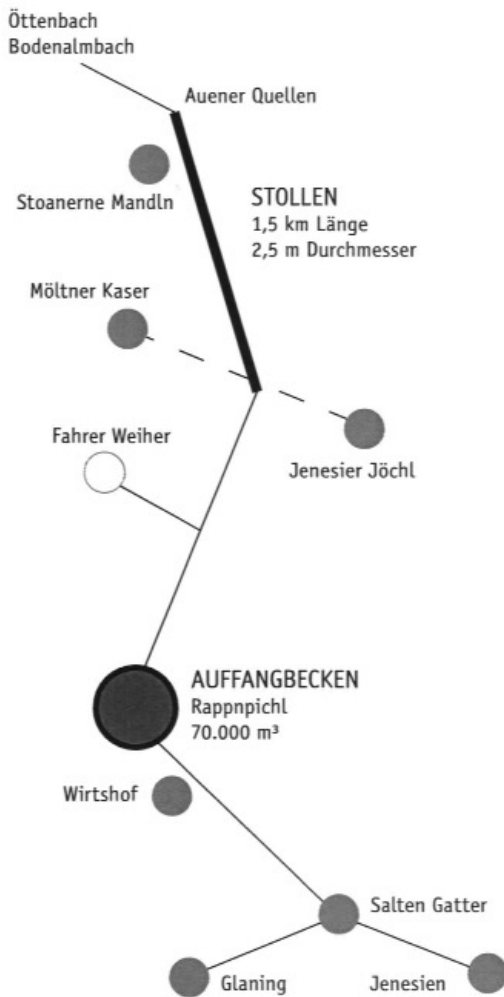 Öttenbach
Bodenalmbach
Auener Quellen
Stoanerne Mandln
STOLLEN
1,5 km Länge
2,5 m Durchmesser
Möltner Kaser
Fahrer Weiher
Jenesier Jöchl
AUFFANGBECKEN
Rappnpichl
70.000 m³
Wirtshof
Salten Gatter
Glaning
Jenesien